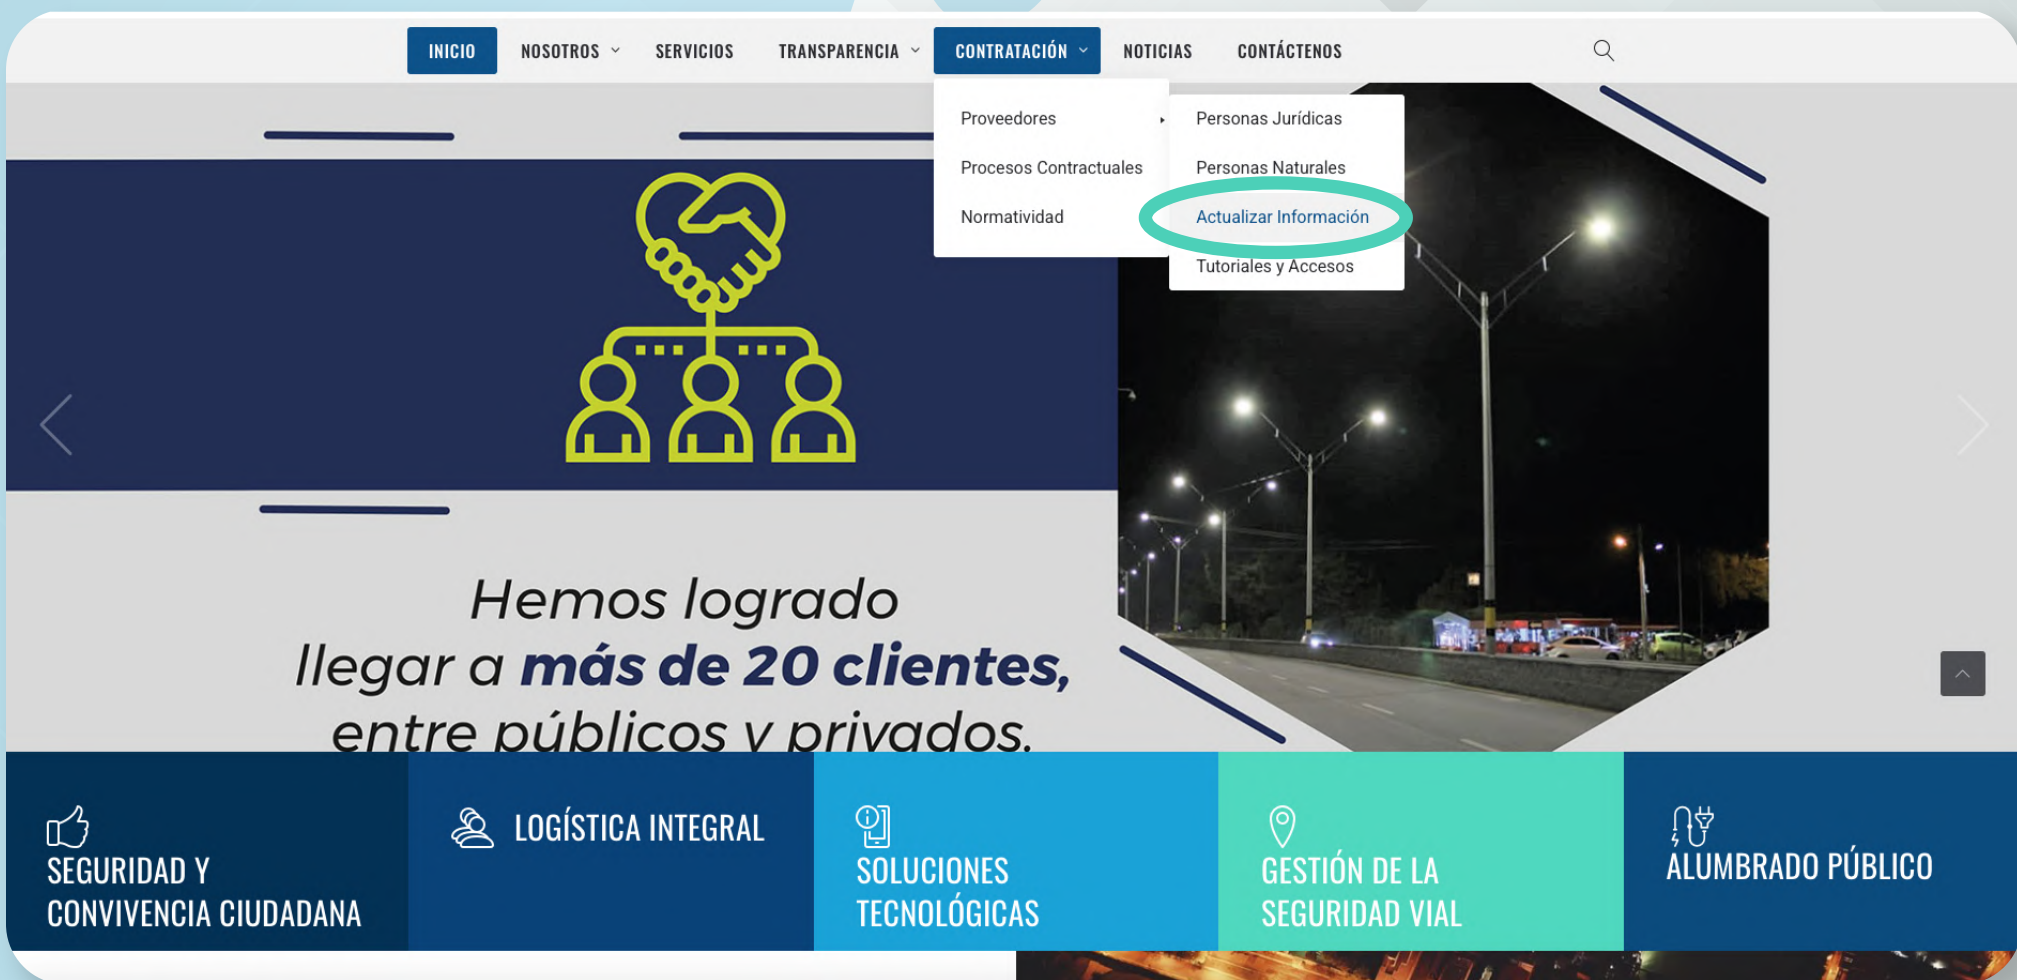 INICIO NOSOTROS SERVICIOS TRANSPARENCIA CONTRATACIÓN NOTICIAS CONTÁCTENOS
Proveedores
Procesos Contractuales
Normatividad
Personas Jurídicas
Personas Naturales
Actualizar Información
Tutoriales y Accesos
Hemos logrado
llegar a más de 20 clientes,
entre públicos y privados.
SEGURIDAD Y
CONVIVENCIA CIUDADANA
LOGÍSTICA INTEGRAL
SOLUCIONES
TECNOLÓGICAS
GESTIÓN DE LA
SEGURIDAD VIAL
ALUMBRADO PÚBLICO